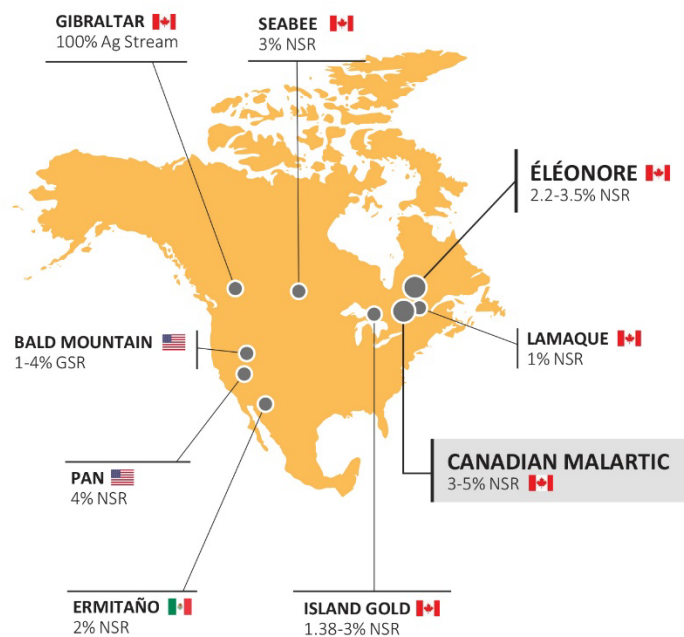 GIBRALTAR
100% Ag Stream
SEABEE
3% NSR
ÉLÉONORE
2.2-3.5% NSR
BALD MOUNTAIN
1-4% GSR
LAMAQUE
1% NSR
PAN
4% NSR
CANADIAN MALARTIC
3-5% NSR
ERMITAÑO
2% NSR
ISLAND GOLD
1.38-3% NSR